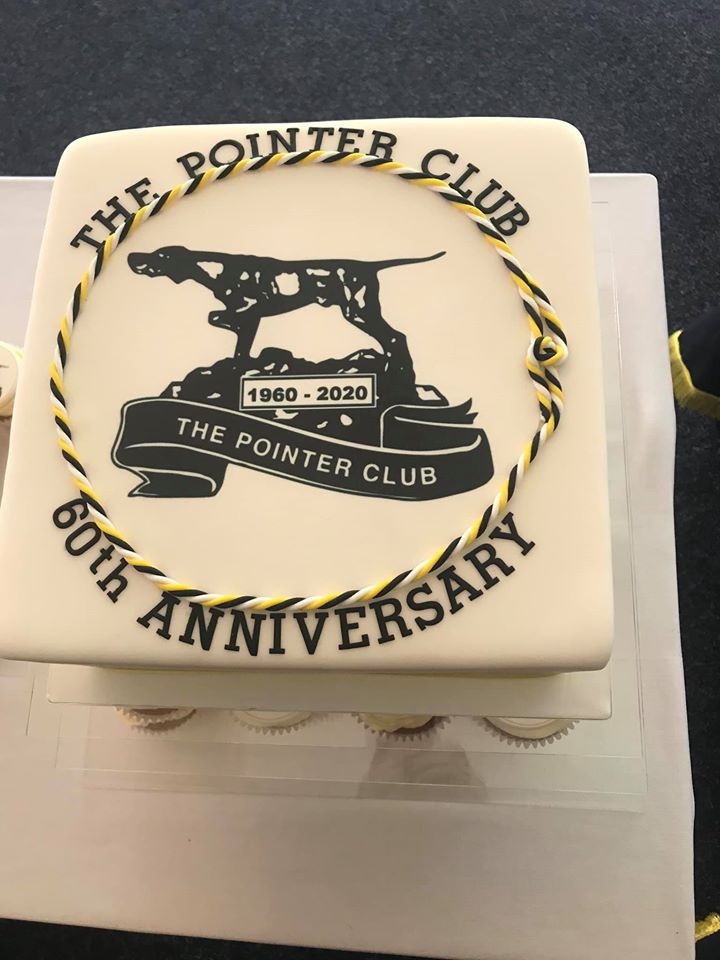 THE POINTER CLUB
1960 - 2020
THE POINTER CLUB
60th ANNIVERSARY